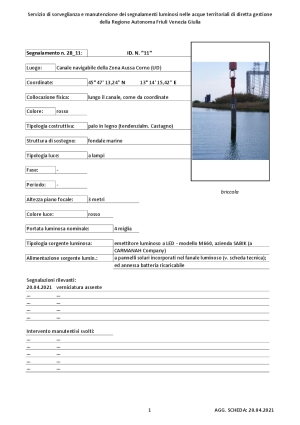 Servizio di sorveglianza e manutenzione dei segnalamenti luminosi nelle acque territoriali di diretta gestione
della Regione Autonoma Friuli Venezia Giulia
Segnalamento n. 28_11: ID. N. "11"
Luogo: Canale navigabile della Zona Aussa Corno (UD)
Coordinate: 45° 47' 13,24" N 13° 14' 15,42" E
Collocazione fisica: lungo il canale, come da coordinate
Colore: rosso
Tipologia costruttiva: palo in legno (tendenzialm. Castagno)
Struttura di sostegno: fondale marino
Tipologia luce: a lampi
Fase: -
Periodo: -
briccole
Altezza piano focale: 3 metri
Colore luce: rosso
Portata luminosa nominale: 4 miglia
Tipologia sorgente luminosa: emettitore luminoso a LED - modello M660, azienda SABIK (a
CARMANAH Company)
Alimentazione sorgente lumin.: a pannelli solari incorporati nel fanale luminoso (v. scheda tecnica);
ed annessa batteria ricaricabile
Segnalazioni rilevanti:
20.04.2021 verniciatura assente
... ...
... ...
... ...
Intervento manutentivi svolti:
... ...
... ...
... ...
... ...
1 AGG. SCHEDA: 20.04.2021